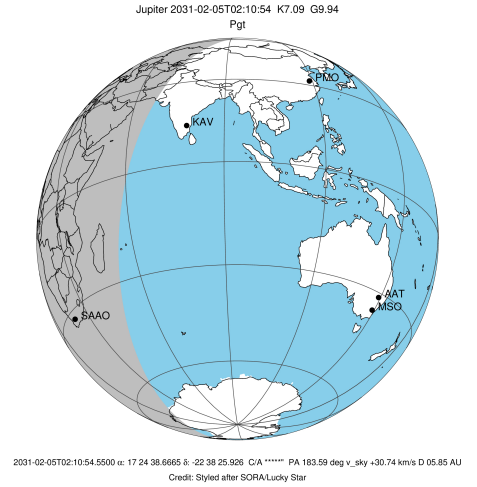 Jupiter 2031-02-05T02:10:54 K7.09 G9.94
Pgt
PMO
KAV
AAT
MSO
SAAO
2031-02-05T02:10:54.5500 α: 17 24 38.6665 δ: -22 38 25.926 C/A *****" PA 183.59 deg v_sky +30.74 km/s D 05.85 AU
Credit: Styled after SORA/Lucky Star